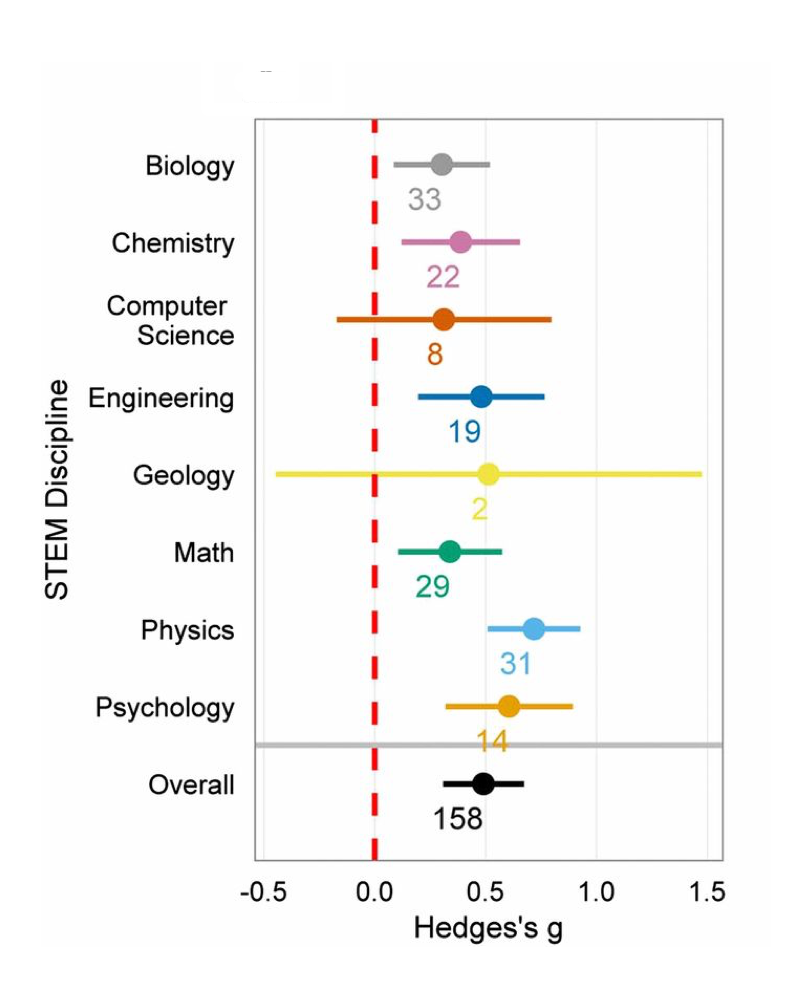 Biology
33
Chemistry
22
Computer
Science
8
Engineering
19
Geology
2
Math
29
Physics
31
Psychology
14
Overall
158
STEM Discipline
-0.5 0.0 0.5 1.0 1.5
Hedges's g